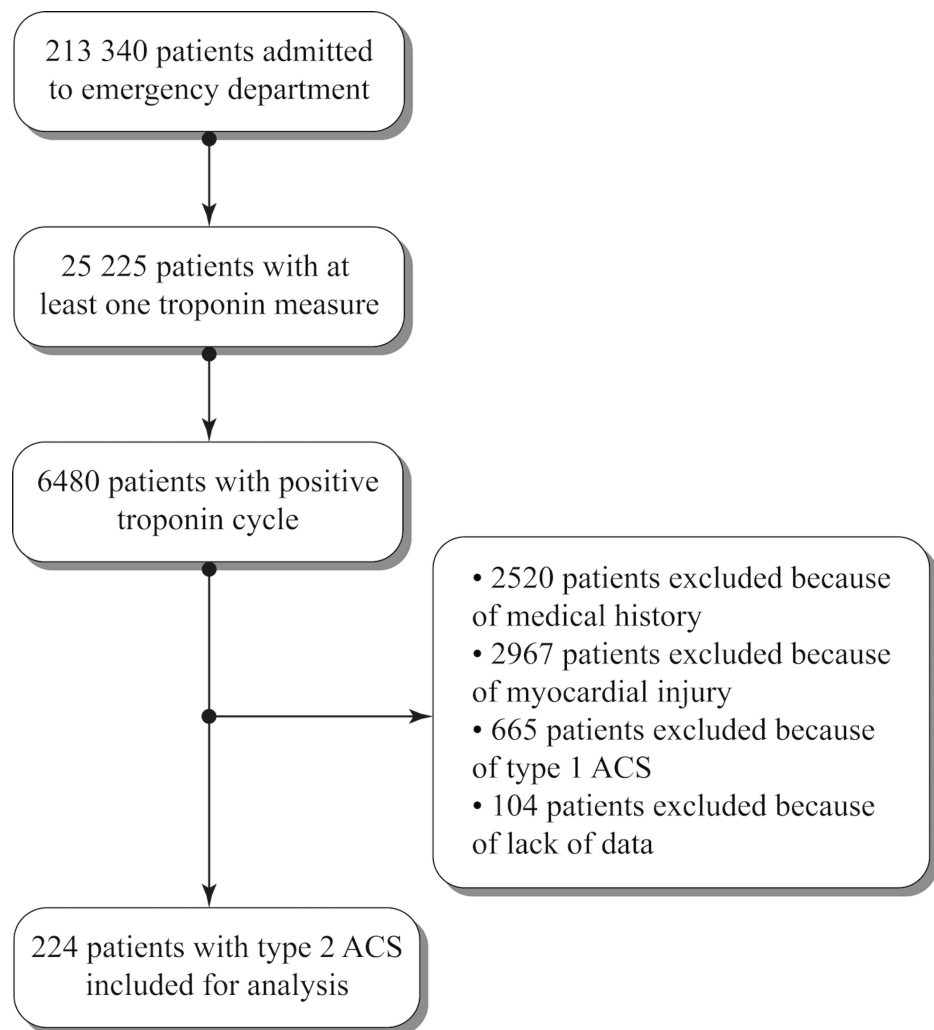 213 340 patients admitted
to emergency department
25 225 patients with at
least one troponin measure
6480 patients with positive
troponin cycle
• 2520 patients excluded because
of medical history
• 2967 patients excluded because
of myocardial injury
• 665 patients excluded because
of type 1 ACS
• 104 patients excluded because
of lack of data
224 patients with type 2 ACS
included for analysis